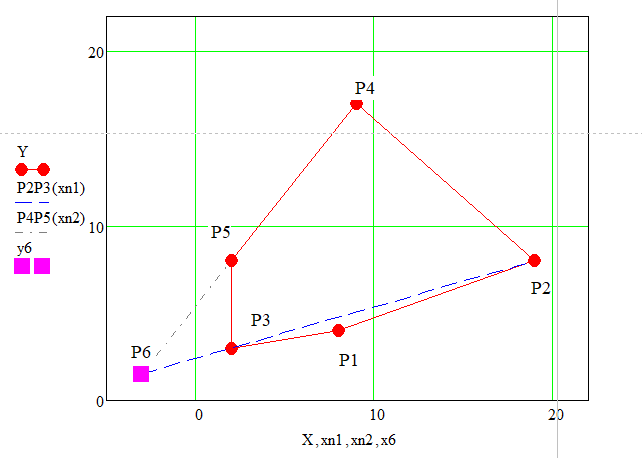 P4
20
Y
P2P3(xn1)
P4P5(xn2)
y6
P5
10
P2
P3
P6
P1
0
0
10
20
X,xn1,xn2,x6